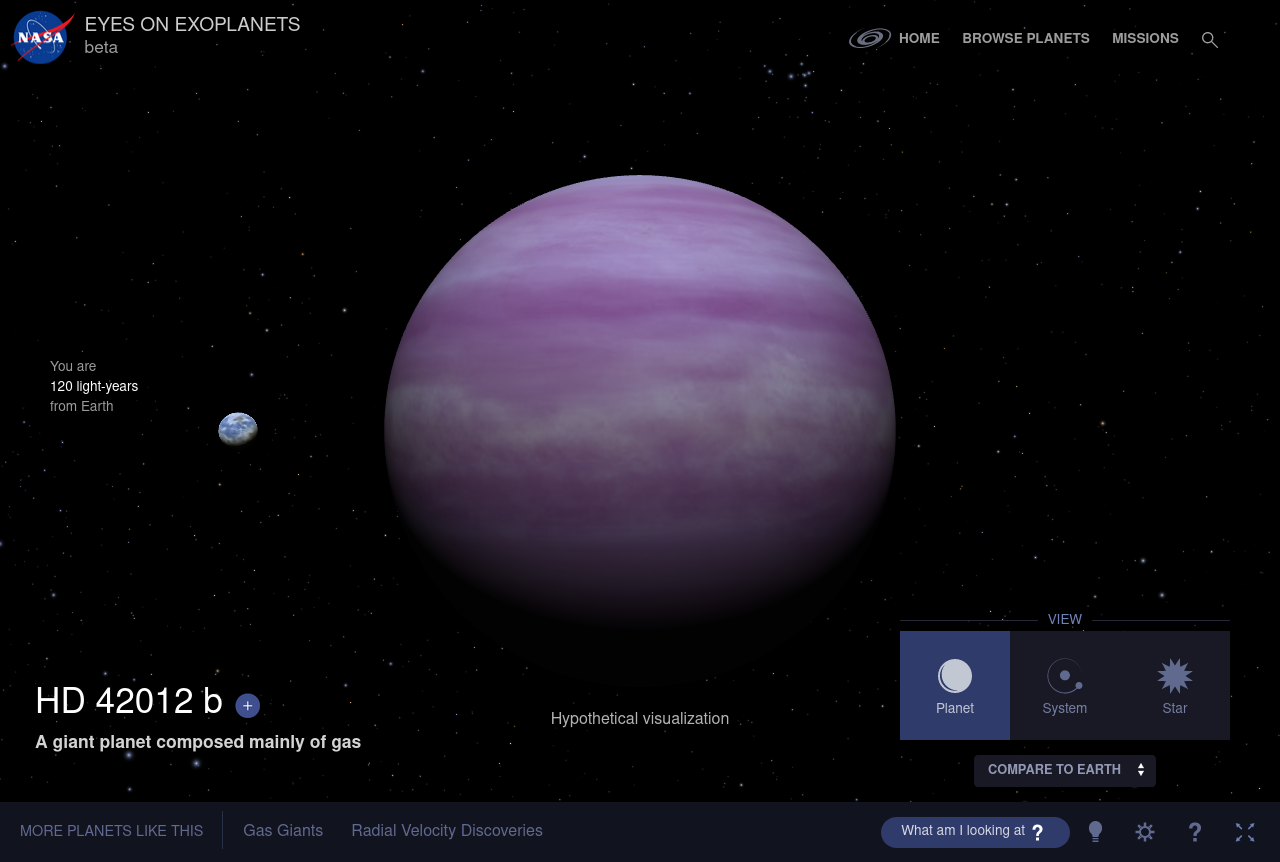 NASA
EYES ON EXOPLANETS
beta
HOME
BROWSE PLANETS
MISSIONS
You are
120 light-years
from Earth
VIEW
Planet
System
Star
HD 42012 b +
A giant planet composed mainly of gas
Hypothetical visualization
COMPARE TO EARTH
MORE PLANETS LIKE THIS
Gas Giants
Radial Velocity Discoveries
What am I looking at ?
?